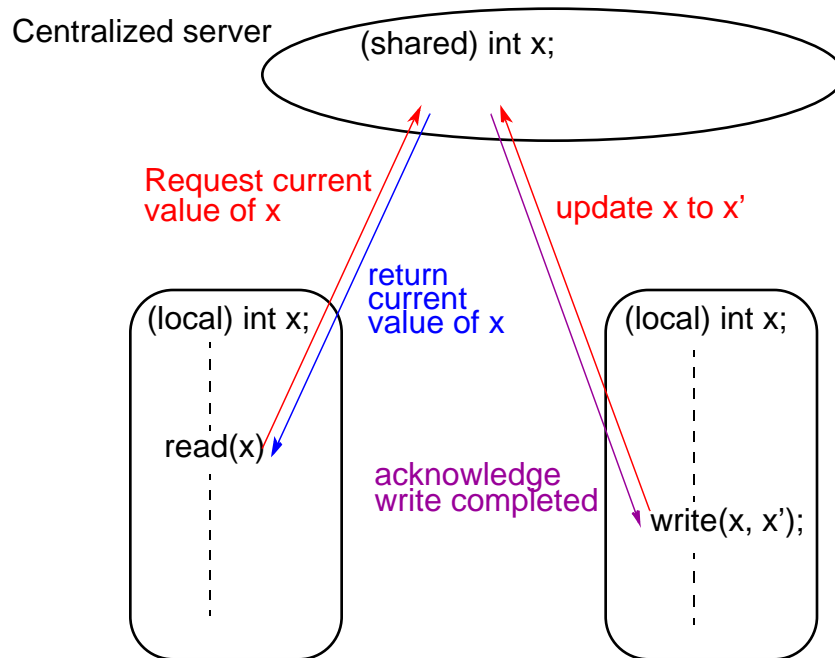 Centralized server
(shared) int x;
Request current
value of x
update x to x’
return
current
value of x
(local) int x;
(local) int x;
read(x)
acknowledge
write completed
write(x, x’);